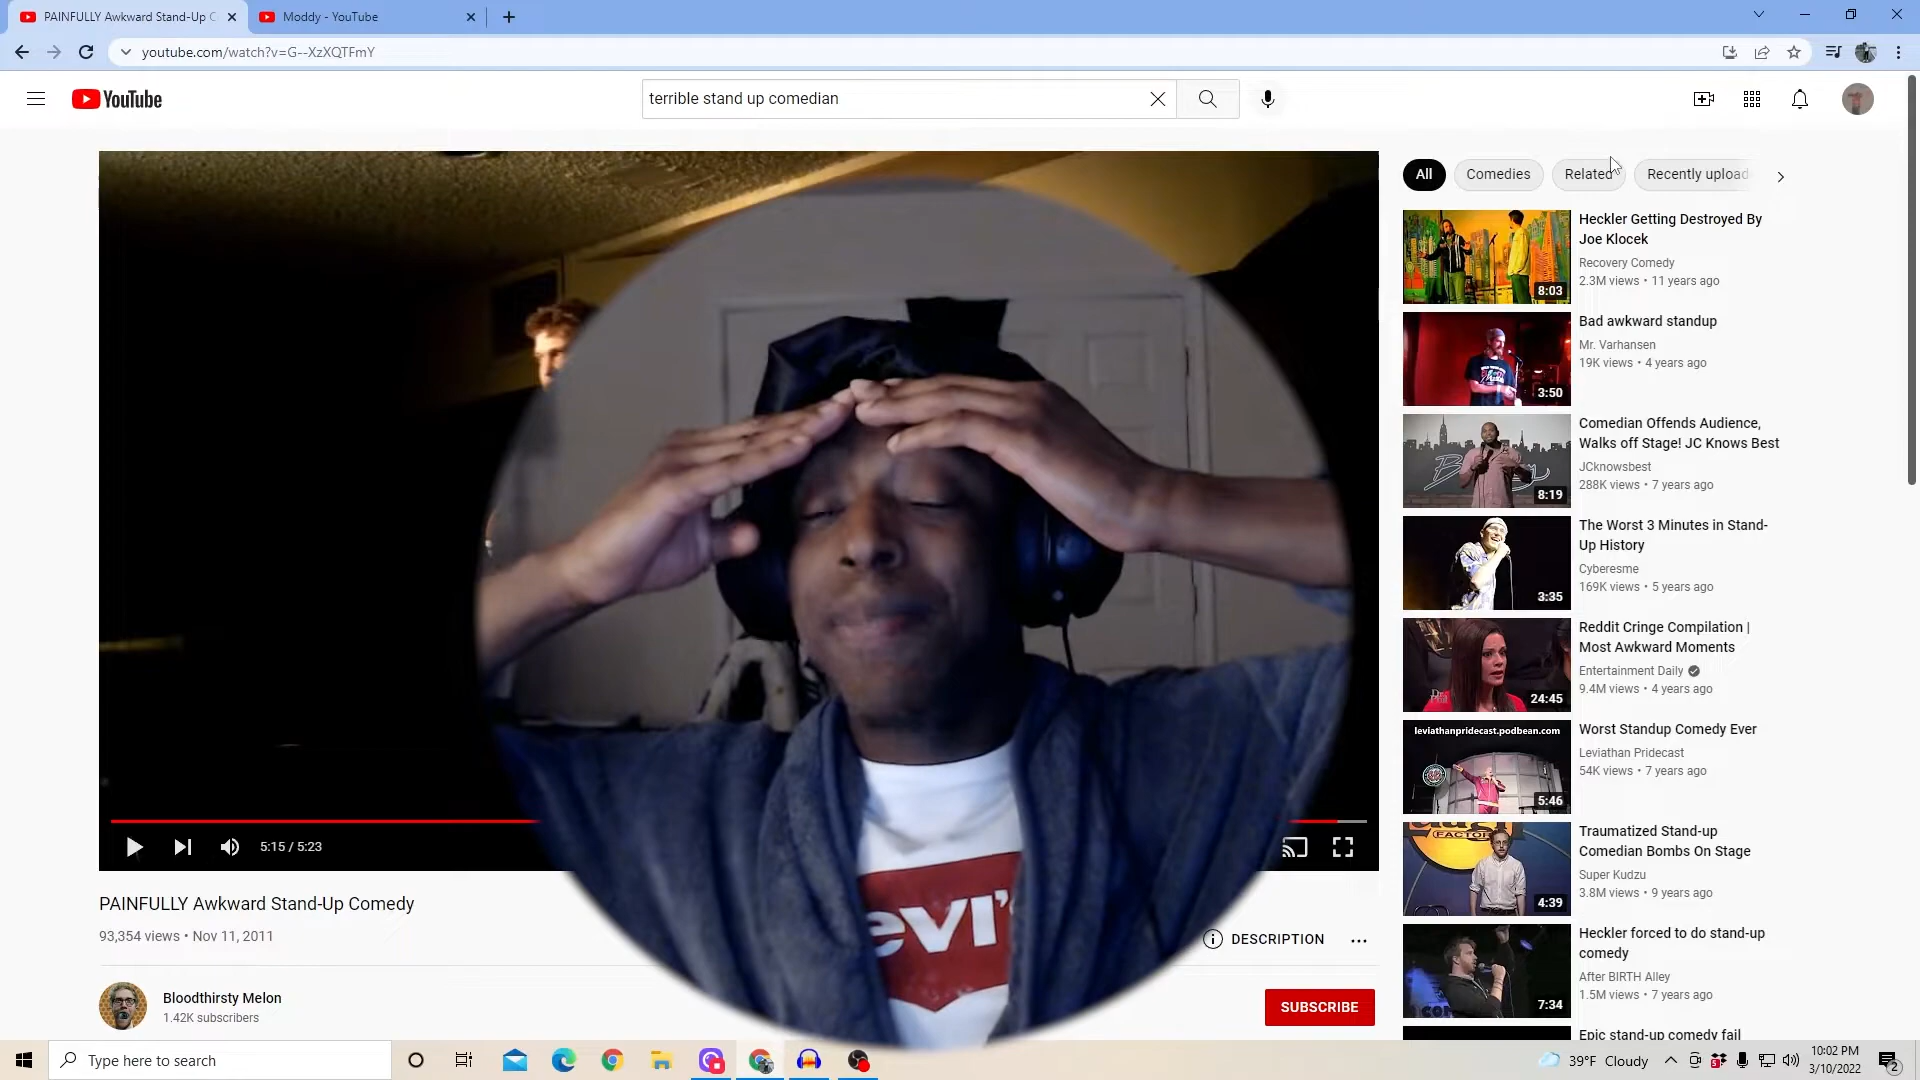 PAINFULLY Awkward Stand-Up C
Moddy - YouTube
youtube.com/watch?v=G--XzXQTFmY
YouTube
terrible stand up comedian
All
Comedies
Related
Recently upload
Heckler Getting Destroyed By
Joe Klocek
Recovery Comedy
2.3M views • 11 years ago
8:03
Bad awkward standup
Mr. Varhansen
19K views • 4 years ago
3:50
Comedian Offends Audience,
Walks off Stage! JC Knows Best
JCknowsbest
288K views • 7 years ago
8:19
The Worst 3 Minutes in Stand-
Up History
Cyberesme
169K views • 5 years ago
3:35
Reddit Cringe Compilation |
Most Awkward Moments
Entertainment Daily
9.4M views • 4 years ago
24:45
leviathanpridecast.podbean.com
Worst Standup Comedy Ever
Leviathan Pridecast
54K views • 7 years ago
5:46
FACTOR
Traumatized Stand-up
Comedian Bombs On Stage
Super Kudzu
3.8M views • 9 years ago
4:39
Heckler forced to do stand-up
comedy
After BIRTH Alley
1.5M views • 7 years ago
7:34
Epic stand-up comedy fail
5:15 / 5:23
PAINFULLY Awkward Stand-Up Comedy
93,354 views • Nov 11, 2011
DESCRIPTION
Bloodthirsty Melon
1.42K subscribers
SUBSCRIBE
evi'
Type here to search
39°F Cloudy
10:02 PM
3/10/2022
2